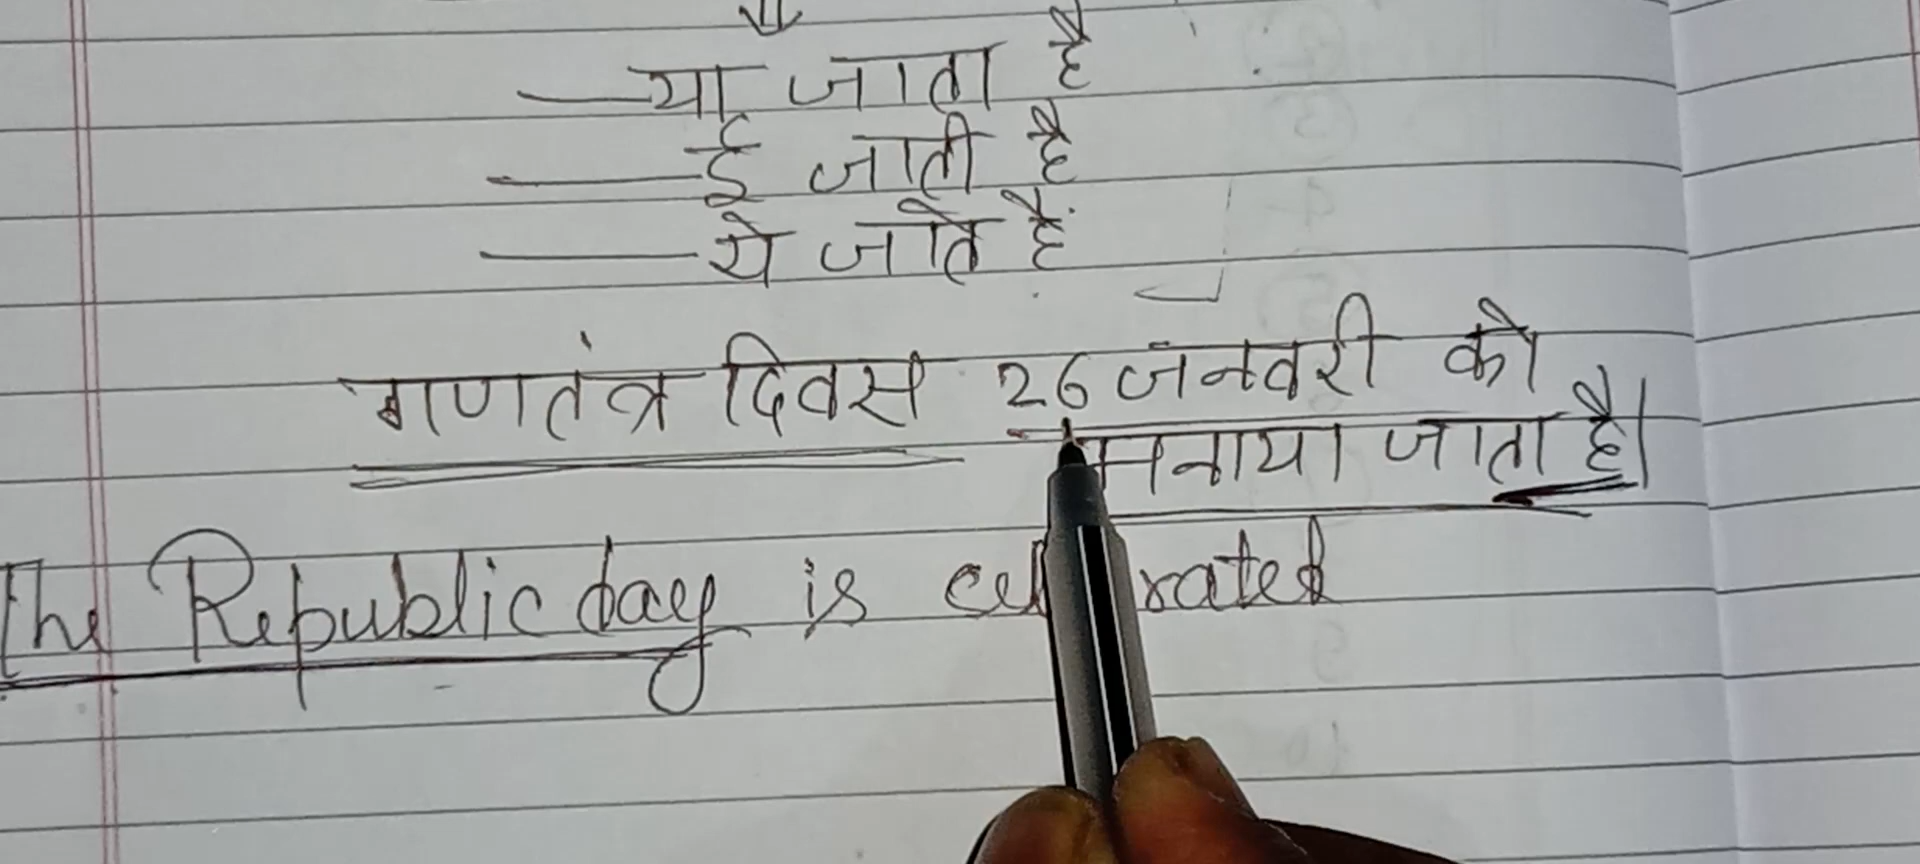 या जाता है
ई जाती है
ये जाते हैं
गणतंत्र दिवस 26 जनवरी को
मनाया जाता है।
The Republic day is